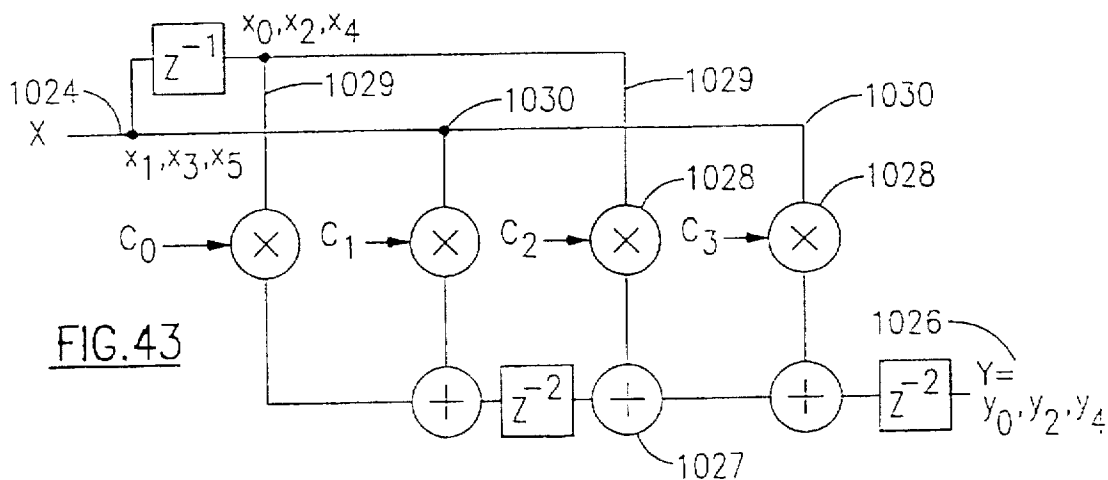 x0,x2,x4
Z-1
1029
1029
1024
1030
1030
X
x1,x3,x5
1028
1028
C0
×
C1
×
C2
×
C3
×
FIG.43
1026
+
Z-2
+
+
Z-2
Y=
y0,y2,y4
1027